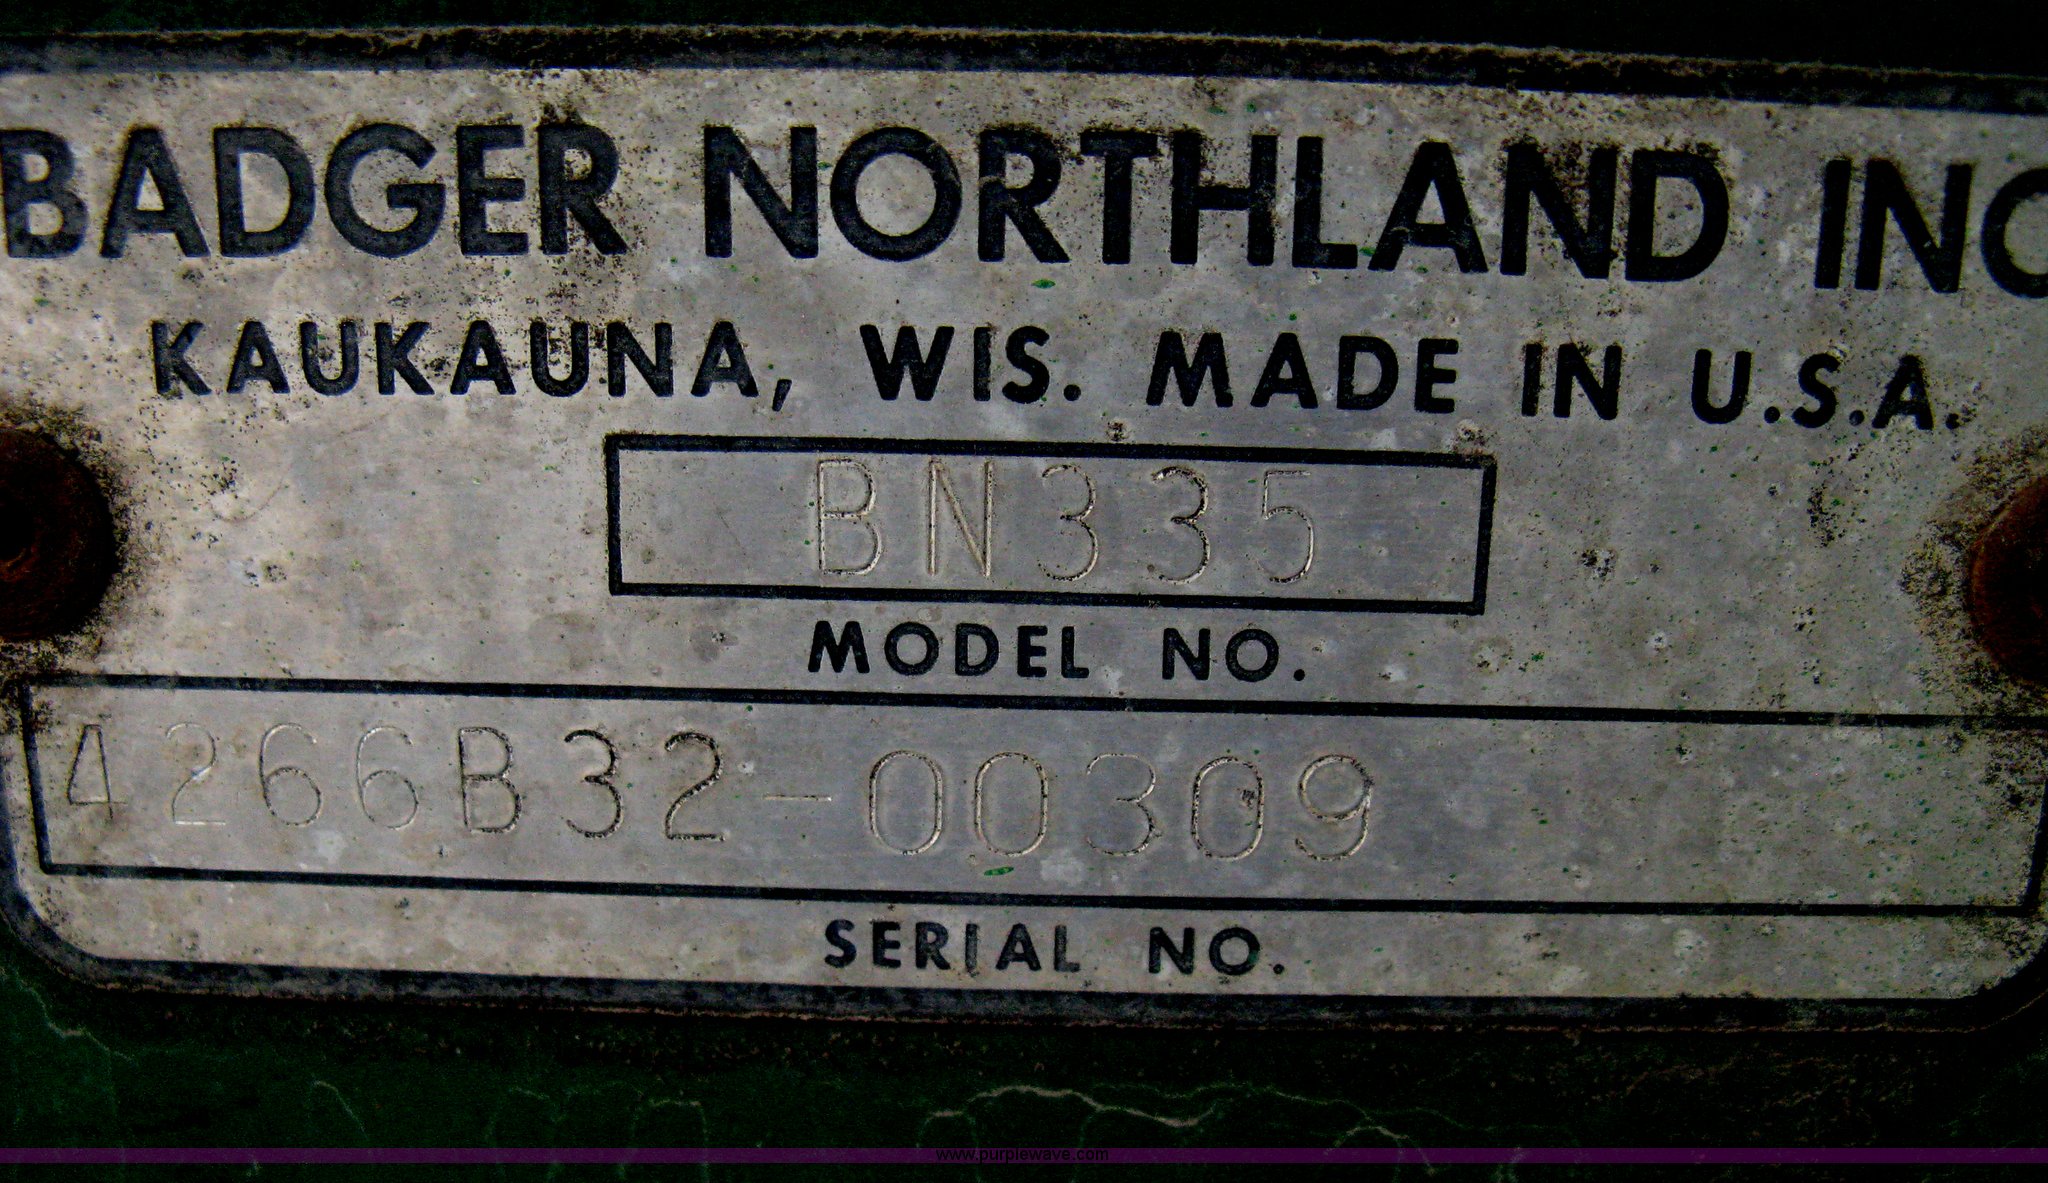 BADGER NORTHLAND INC
KAUKAUNA, WIS. MADE IN U.S.A.
BN335
MODEL NO.
4266B32-00309
SERIAL NO.
www.purplewave.com